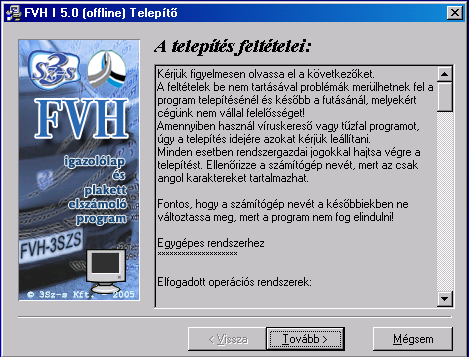 FVH I 5.0 (offline) Telepítő
A telepítés feltételei:
3
S z-s
FVH
igazolólap
és
plakett
elszámoló
program
FVH-3SZS
© 3Sz-s Kft. - 2005
Kérjük figyelmesen olvassa el a következőket.
A feltételek be nem tartásával problémák merülhetnek fel a
program telepítésénél és később a futásánál, melyekért
cégünk nem vállal felelősséget!
Amennyiben használ víruskereső vagy tűzfal programot,
úgy a telepítés idejére azokat kérjük leállítani.
Minden esetben rendszergazdai jogokkal hajtsa végre a
telepítést. Ellenőrizze a számítógép nevét, mert az csak
angol karaktereket tartalmazhat.
Fontos, hogy a számítógép nevét a későbbiekben ne
változtassa meg, mert a program nem fog elindulni!
Egygépes rendszerhez
********************
Elfogadott operációs rendszerek:
< Vissza
Tovább >
Mégsem